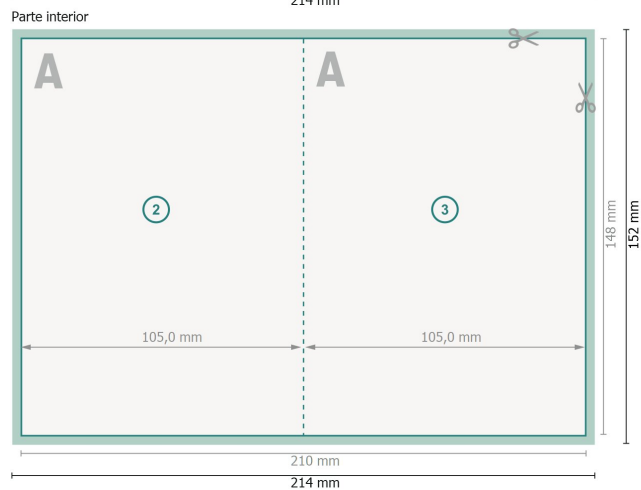 214 mm
Parte interior
A
A
2
3
148 mm
152 mm
105,0 mm
105,0 mm
210 mm
214 mm